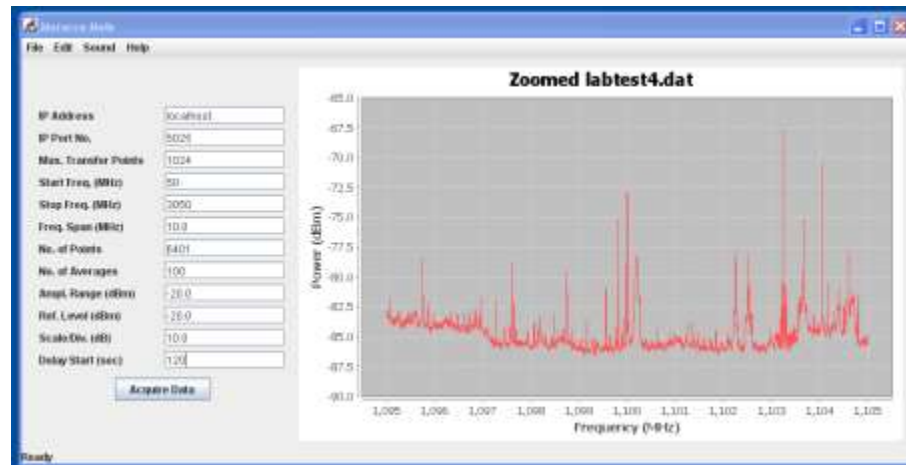 File Edit Sound Help
Zoomed labtest4.dat
IP Address localhost
IP Port No. 5026
Max. Transfer Points 1024
Start Freq. (MHz) 50
Stop Freq. (MHz) 3050
Freq. Span (MHz) 10.0
No. of Points 6401
No. of Averages 100
Ampl. Range (dBm) -20.0
Ref. Level (dBm) -20.0
Scale/Div. (dB) 10.0
Delay Start (sec) 120
Acquire Data
Power (dBm)
-65.0
-67.5
-70.0
-72.5
-75.0
-77.5
-80.0
-82.5
-85.0
-87.5
-90.0
1,095 1,096 1,097 1,098 1,099 1,100 1,101 1,102 1,103 1,104 1,105
Frequency (MHz)
Ready